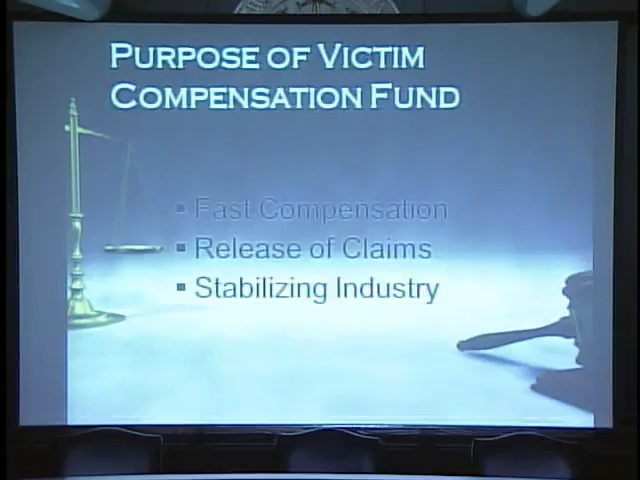 PURPOSE OF VICTIM
COMPENSATION FUND
▪ Fast Compensation
▪ Release of Claims
▪ Stabilizing Industry